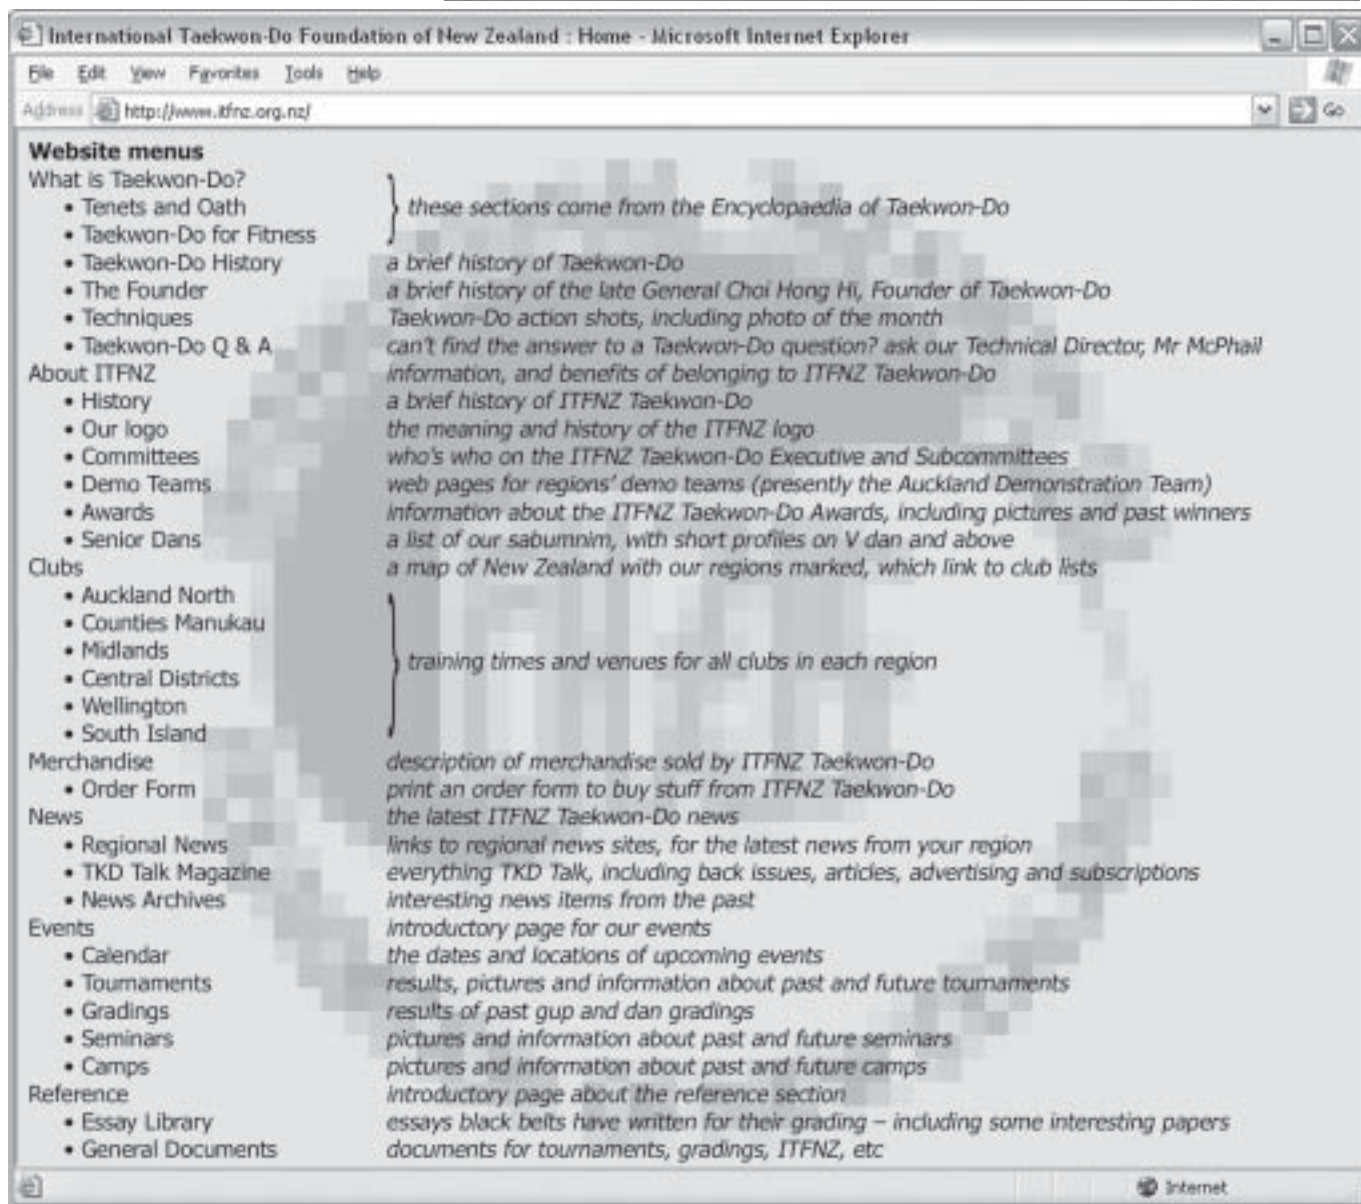 International Taekwon-Do Foundation of New Zealand : Home - Microsoft Internet Explorer
File Edit View Favorites Tools Help
Address http://www.itfnz.org.nz/ Go
Website menus
What is Taekwon-Do?
• Tenets and Oath these sections come from the Encyclopaedia of Taekwon-Do
• Taekwon-Do for Fitness
• Taekwon-Do History a brief history of Taekwon-Do
• The Founder a brief history of the late General Choi Hong Hi, Founder of Taekwon-Do
• Techniques Taekwon-Do action shots, including photo of the month
• Taekwon-Do Q & A can't find the answer to a Taekwon-Do question? ask our Technical Director, Mr McPhail
About ITFNZ information, and benefits of belonging to ITFNZ Taekwon-Do
• History a brief history of ITFNZ Taekwon-Do
• Our logo the meaning and history of the ITFNZ logo
• Committees who's who on the ITFNZ Taekwon-Do Executive and Subcommittees
• Demo Teams web pages for regions' demo teams (presently the Auckland Demonstration Team)
• Awards information about the ITFNZ Taekwon-Do Awards, including pictures and past winners
• Senior Dans a list of our sabumnim, with short profiles on V dan and above
Clubs a map of New Zealand with our regions marked, which link to club lists
• Auckland North
• Counties Manukau
• Midlands training times and venues for all clubs in each region
• Central Districts
• Wellington
• South Island
Merchandise description of merchandise sold by ITFNZ Taekwon-Do
• Order Form print an order form to buy stuff from ITFNZ Taekwon-Do
News the latest ITFNZ Taekwon-Do news
• Regional News links to regional news sites, for the latest news from your region
• TKD Talk Magazine everything TKD Talk, including back issues, articles, advertising and subscriptions
• News Archives interesting news items from the past
Events introductory page for our events
• Calendar the dates and locations of upcoming events
• Tournaments results, pictures and information about past and future tournaments
• Gradings results of past gup and dan gradings
• Seminars pictures and information about past and future seminars
• Camps pictures and information about past and future camps
Reference introductory page about the reference section
• Essay Library essays black belts have written for their grading – including some interesting papers
• General Documents documents for tournaments, gradings, ITFNZ, etc
Internet